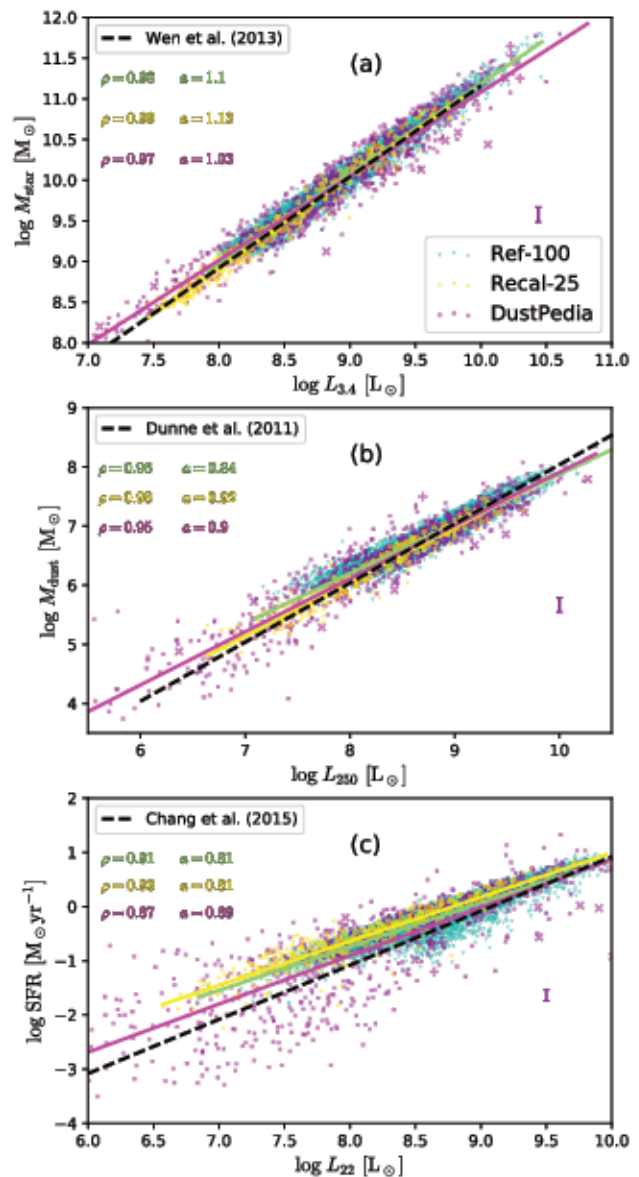 12.0
11.5
11.0
10.5
10.0
9.5
9.0
8.5
8.0
log M_star [M_⊙]
Wen et al. (2013)
(a)
ρ=0.98 a=1.1
ρ=0.99 a=1.13
ρ=0.97 a=1.03
Ref-100
Recal-25
DustPedia
7.0 7.5 8.0 8.5 9.0 9.5 10.0 10.5 11.0
log L_3.4 [L_⊙]
9
8
7
6
5
4
log M_dust [M_⊙]
Dunne et al. (2011)
(b)
ρ=0.95 a=0.84
a=0.92
ρ=0.95 a=0.9
6 7 8 9 10
log L_250 [L_⊙]
2
1
0
−1
−2
−3
−4
log SFR [M_⊙ yr⁻¹]
Chang et al. (2015)
(c)
ρ=0.91 a=0.81
ρ=0.93 a=0.81
ρ=0.87 a=0.89
6.0 6.5 7.0 7.5 8.0 8.5 9.0 9.5 10.0
log L_22 [L_⊙]